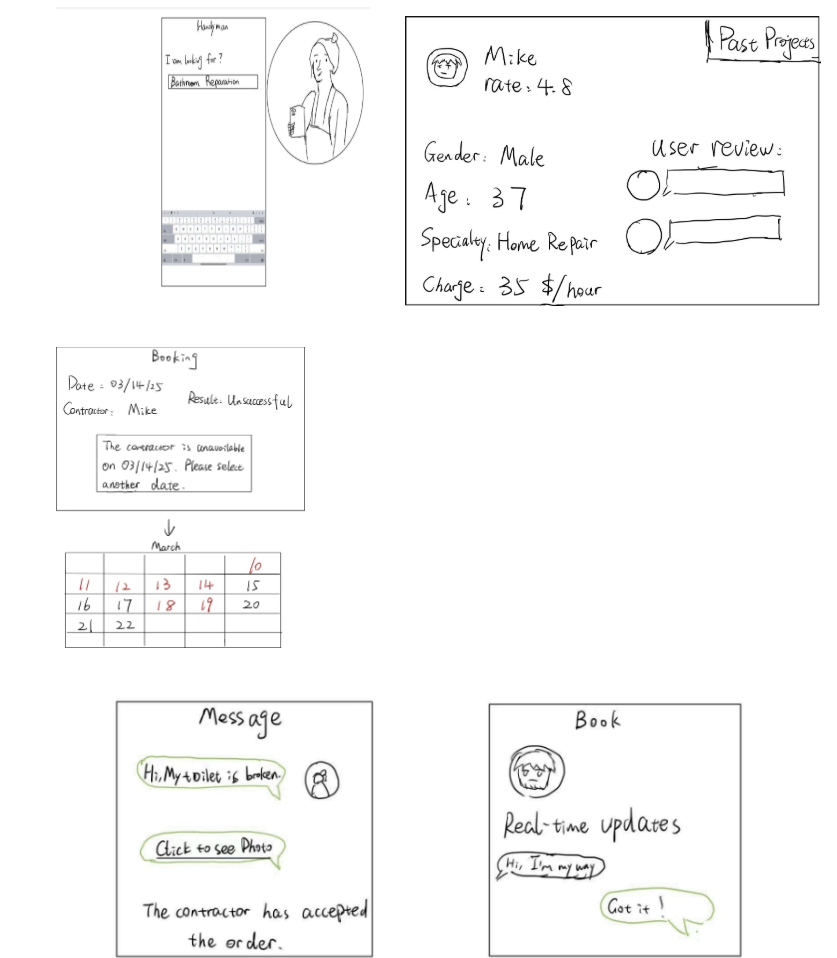 Handyman
I am lookig for?
Bathroom Reparation
Past Projects
Mike
rate: 4.8
Gender: Male
Age: 37
Specialty: Home Repair
Charge: 35 $/hour
User review:
Booking
Date: 03/14/25
Contractor: Mike
Result: Unsuccessful
The contractor is unavailable
on 03/14/25. Please select
another date.
March
10
11 12 13 14 15
16 17 18 19 20
21 22
Message
Hi, My toilet is broken.
Click to see Photo
The contractor has accepted
the order.
Book
Real-time updates
Hi, I'm my way
Got it!